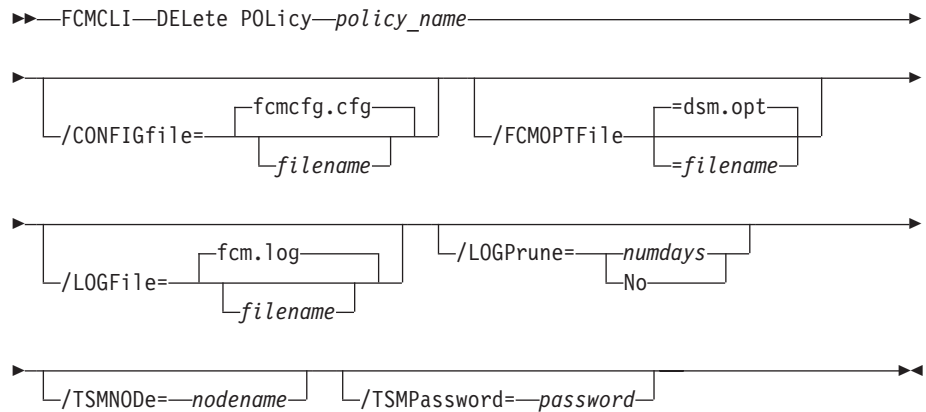 FCMCLI DELete POLicy policy_name
fcmcfg.cfg
=dsm.opt
/CONFIGfile=
/FCMOPTFile
filename
=filename
fcm.log
/LOGPrune= numdays
/LOGFile=
No
filename
/TSMNODe= nodename /TSMPassword= password